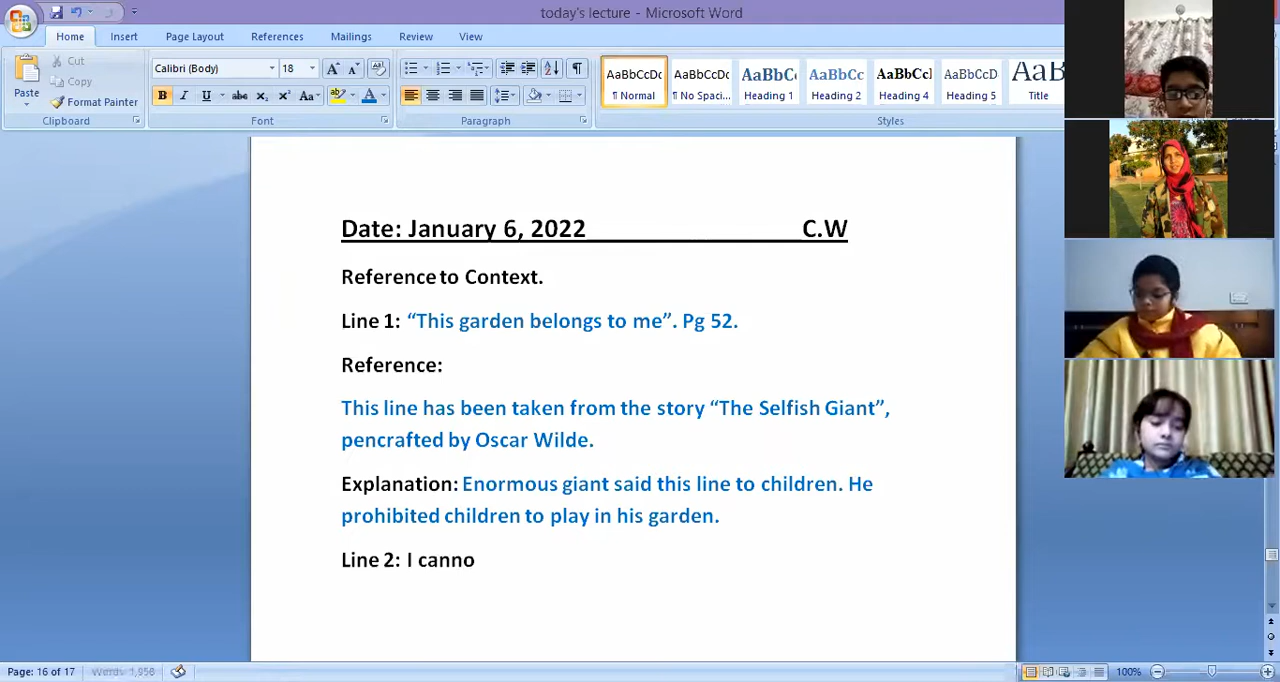 today's lecture - Microsoft Word
Home Insert Page Layout References Mailings Review View
Paste
Cut
Copy
Format Painter
Clipboard
Calibri (Body) 18
Font
Paragraph
AaBbCcDc AaBbCcDc AaBbC AaBbCc AaBbCcI AaBbCcD AaB
¶ Normal ¶ No Spaci... Heading 1 Heading 2 Heading 4 Heading 5 Title
Styles
Date: January 6, 2022 C.W
Reference to Context.
Line 1: “This garden belongs to me”. Pg 52.
Reference:
This line has been taken from the story “The Selfish Giant”,
pencrafted by Oscar Wilde.
Explanation: Enormous giant said this line to children. He
prohibited children to play in his garden.
Line 2: I canno
Page: 16 of 17 Words: 1,956 100%